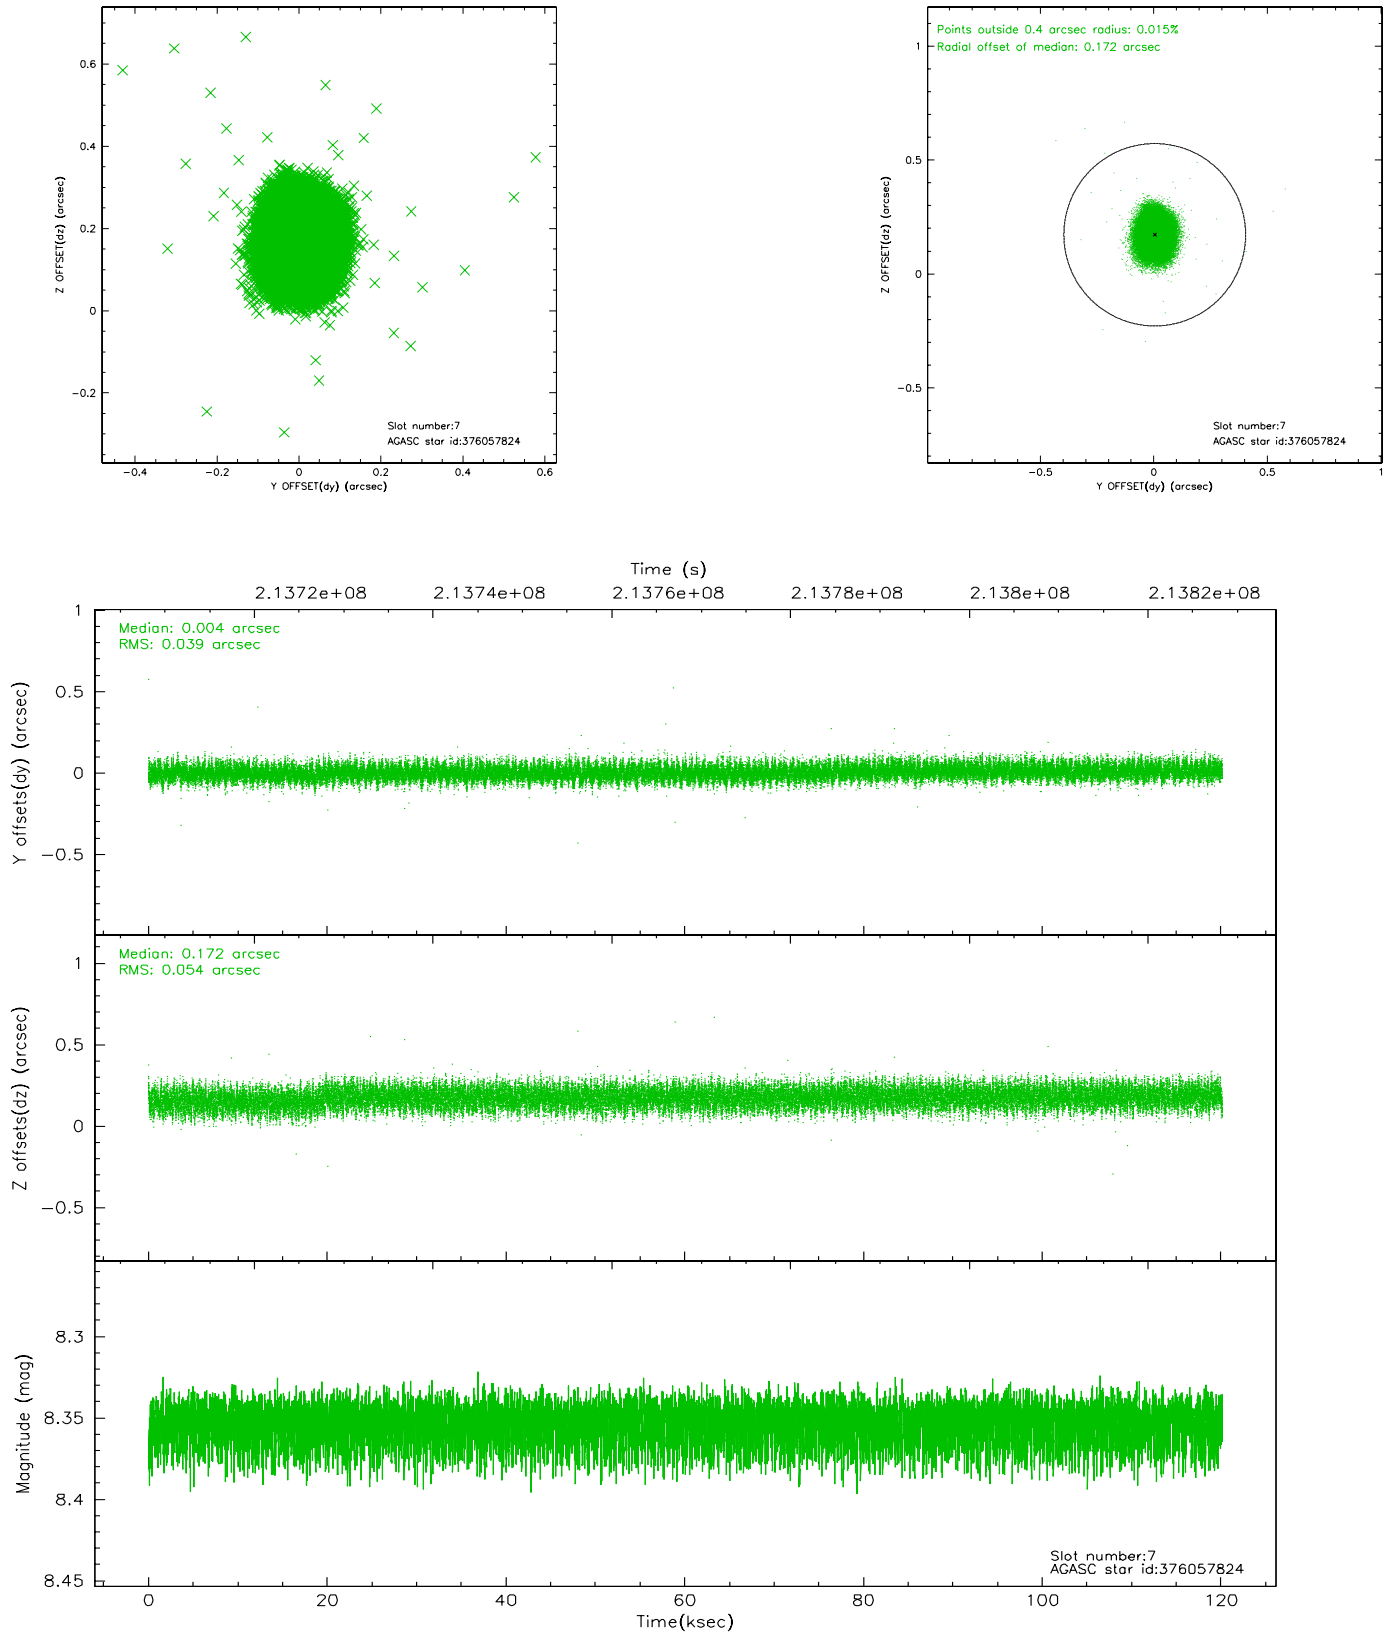 0.6
0.4
0.2
0
−0.2
Z OFFSET(dz) (arcsec)
Slot number:7
AGASC star id:376057824
−0.4 −0.2 0 0.2 0.4 0.6
Y OFFSET(dy) (arcsec)
Points outside 0.4 arcsec radius: 0.015%
Radial offset of median: 0.172 arcsec
1
0.5
0
−0.5
Z OFFSET(dz) (arcsec)
Slot number:7
AGASC star id:376057824
−0.5 0 0.5 1
Y OFFSET(dy) (arcsec)
Time (s)
2.1372e+08 2.1374e+08 2.1376e+08 2.1378e+08 2.138e+08 2.1382e+08
Median: 0.004 arcsec
RMS: 0.039 arcsec
1
0.5
0
−0.5
Y offsets(dy) (arcsec)
Median: 0.172 arcsec
RMS: 0.054 arcsec
1
0.5
0
−0.5
Z offsets(dz) (arcsec)
8.3
8.35
8.4
8.45
Magnitude (mag)
Slot number:7
AGASC star id:376057824
0 20 40 60 80 100 120
Time(ksec)